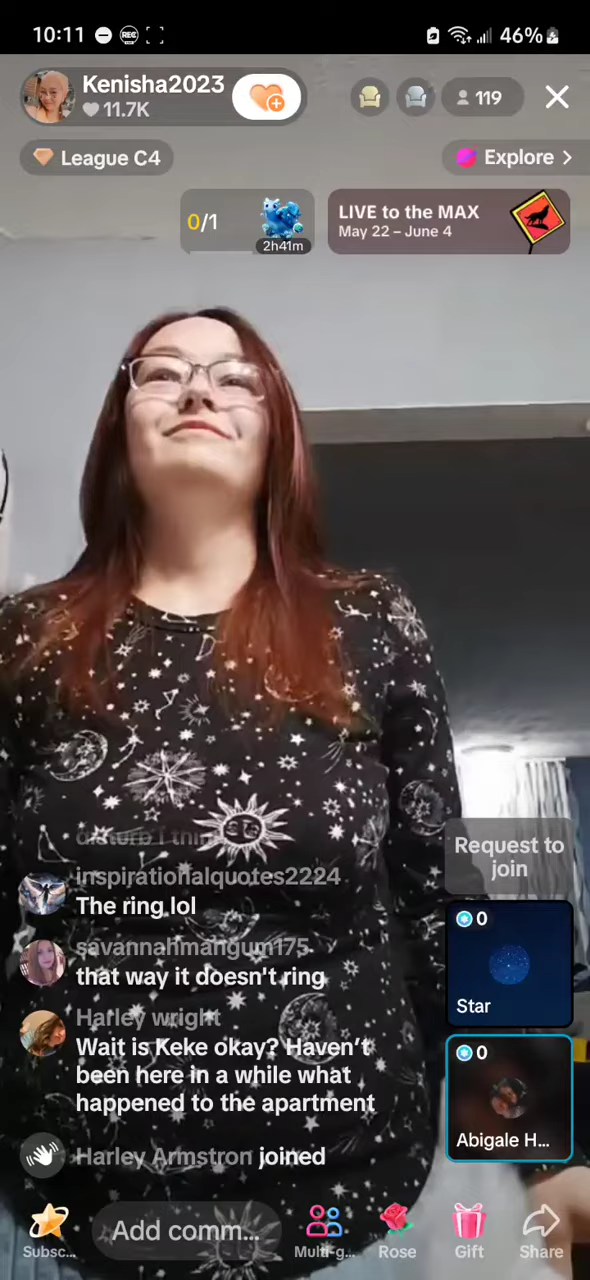 10:11
REC
46%
Kenisha2023
11.7K
119
League C4
Explore >
0/1
2h41m
LIVE to the MAX
May 22 – June 4
disturb I think
inspirationalquotes2224
The ring lol
savannahmangum175
that way it doesn't ring
Harley wright
Wait is Keke okay? Haven't
been here in a while what
happened to the apartment
Harley Armstron joined
Request to
join
0
Star
0
Abigale H...
Subsc...
Add comm...
Multi-g...
Rose
Gift
Share